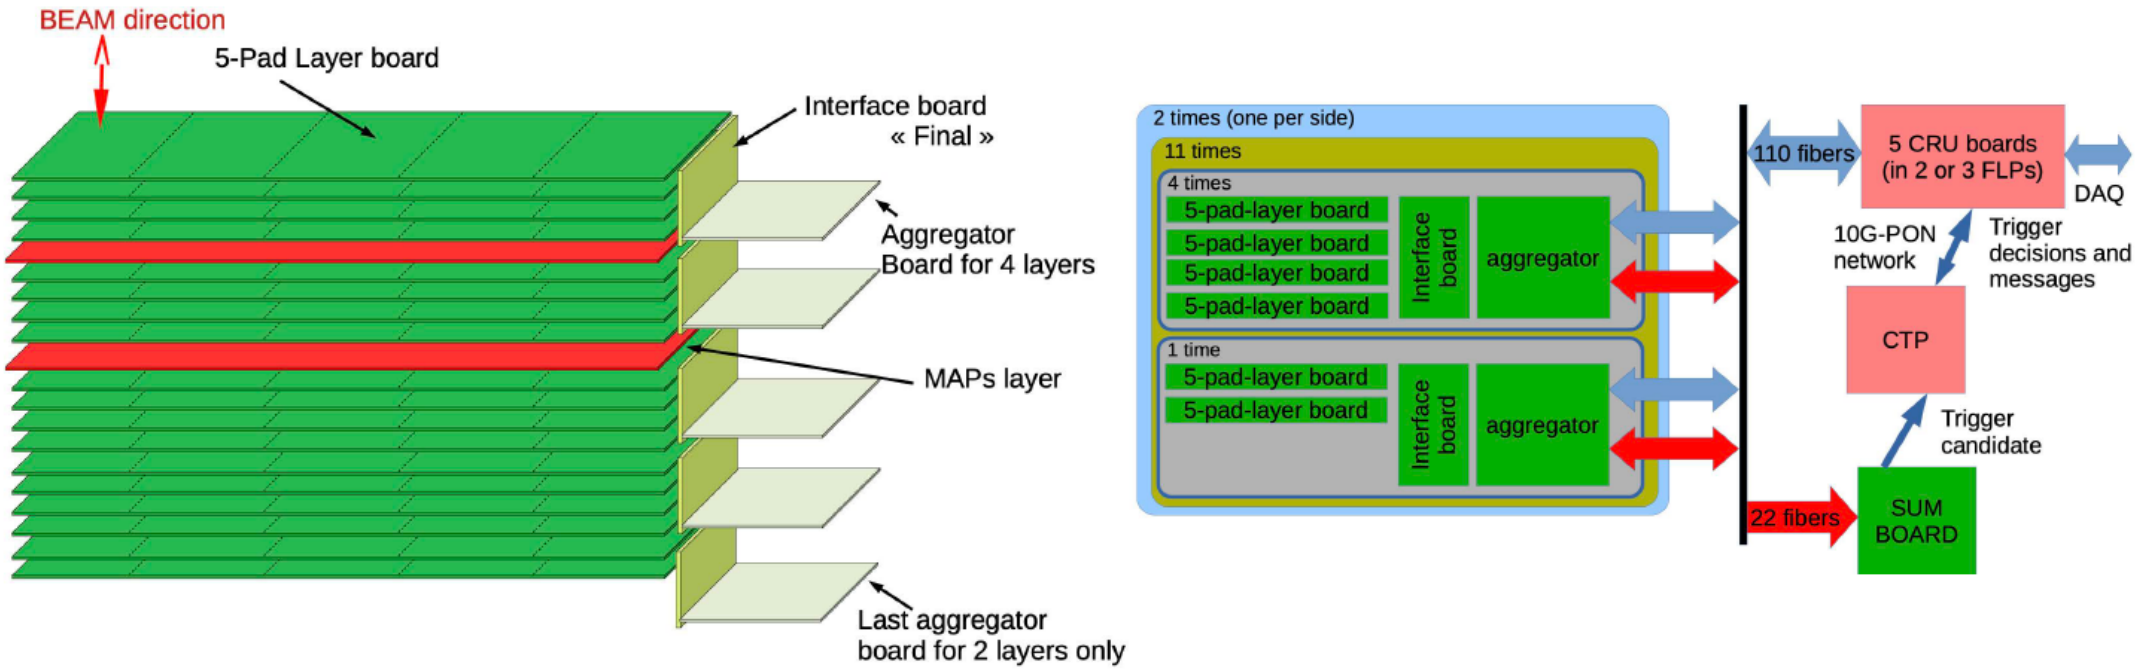 BEAM direction
5-Pad Layer board
Interface board
« Final »
Aggregator
Board for 4 layers
MAPs layer
Last aggregator
board for 2 layers only
2 times (one per side)
11 times
4 times
5-pad-layer board
5-pad-layer board
5-pad-layer board
5-pad-layer board
Interface
board
aggregator
1 time
5-pad-layer board
5-pad-layer board
Interface
board
aggregator
110 fibers
5 CRU boards
(in 2 or 3 FLPs)
DAQ
10G-PON
network
Trigger
decisions and
messages
CTP
Trigger
candidate
22 fibers
SUM
BOARD